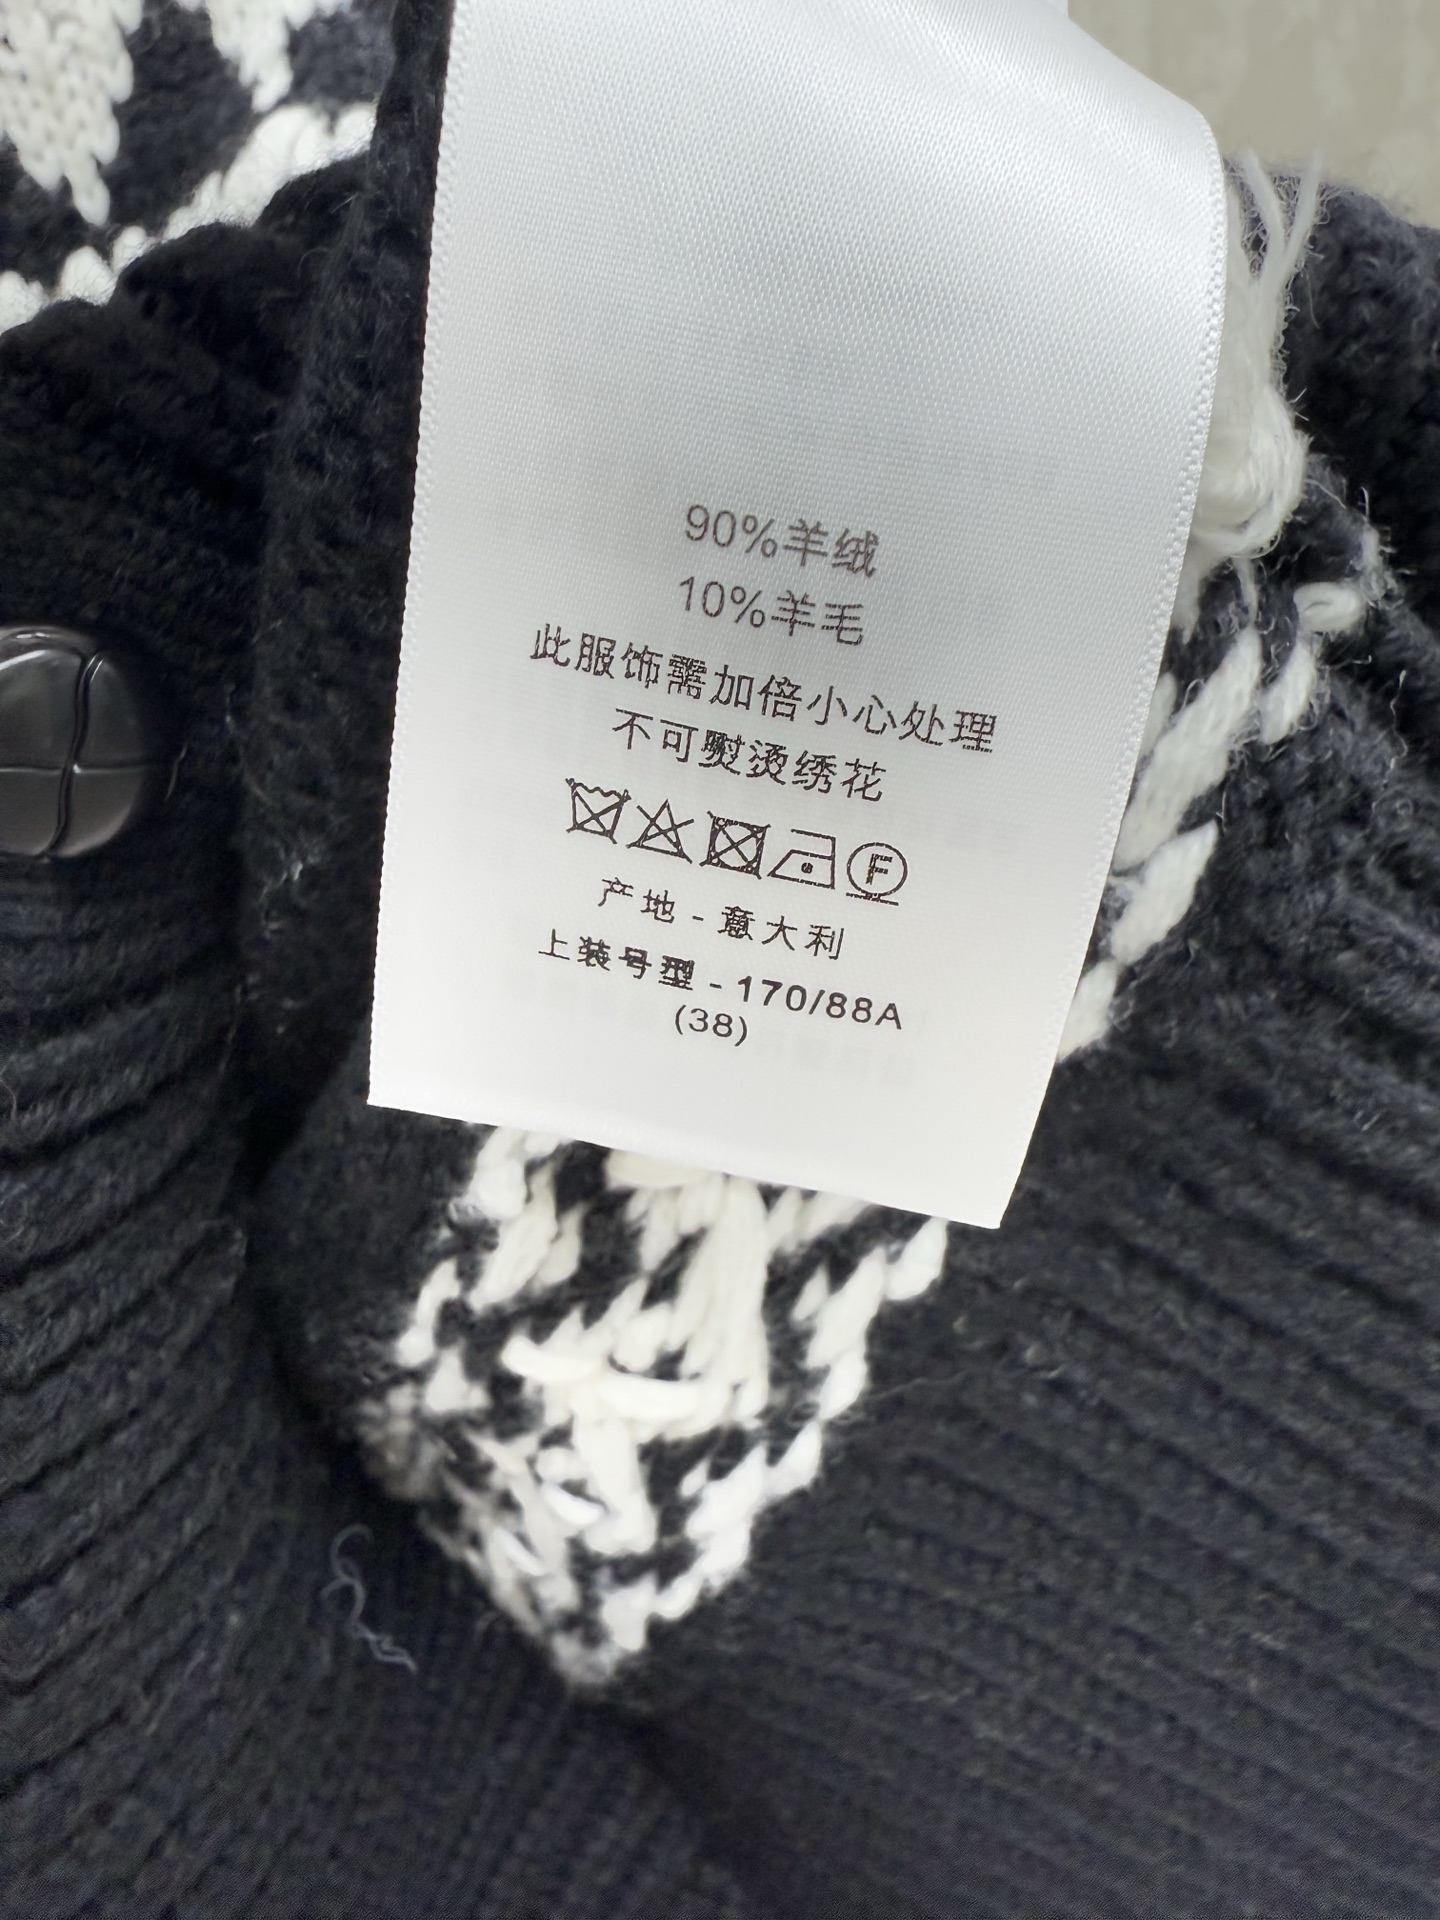 90%羊绒
10%羊毛
此服饰需加倍小心处理
不可熨烫绣花
F
产地 - 意大利
上装号型 - 170/88A
(38)